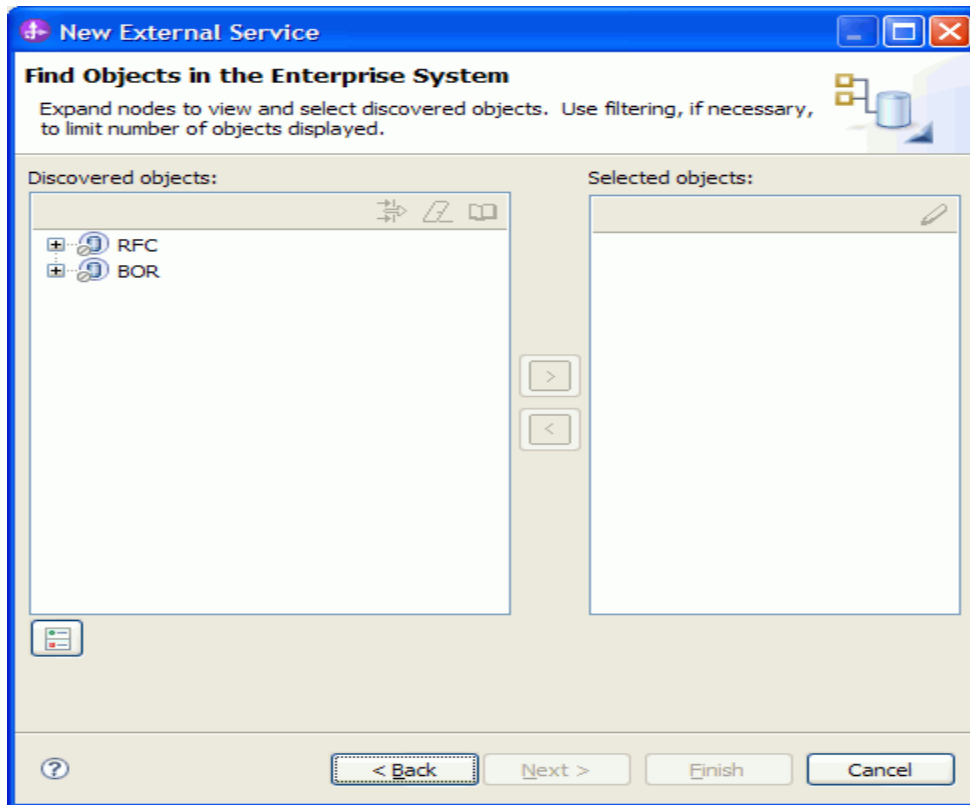 New External Service
Find Objects in the Enterprise System
Expand nodes to view and select discovered objects.  Use filtering, if necessary,
to limit number of objects displayed.
Discovered objects:
Selected objects:
RFC
BOR
>
<
?
< Back
Next >
Finish
Cancel